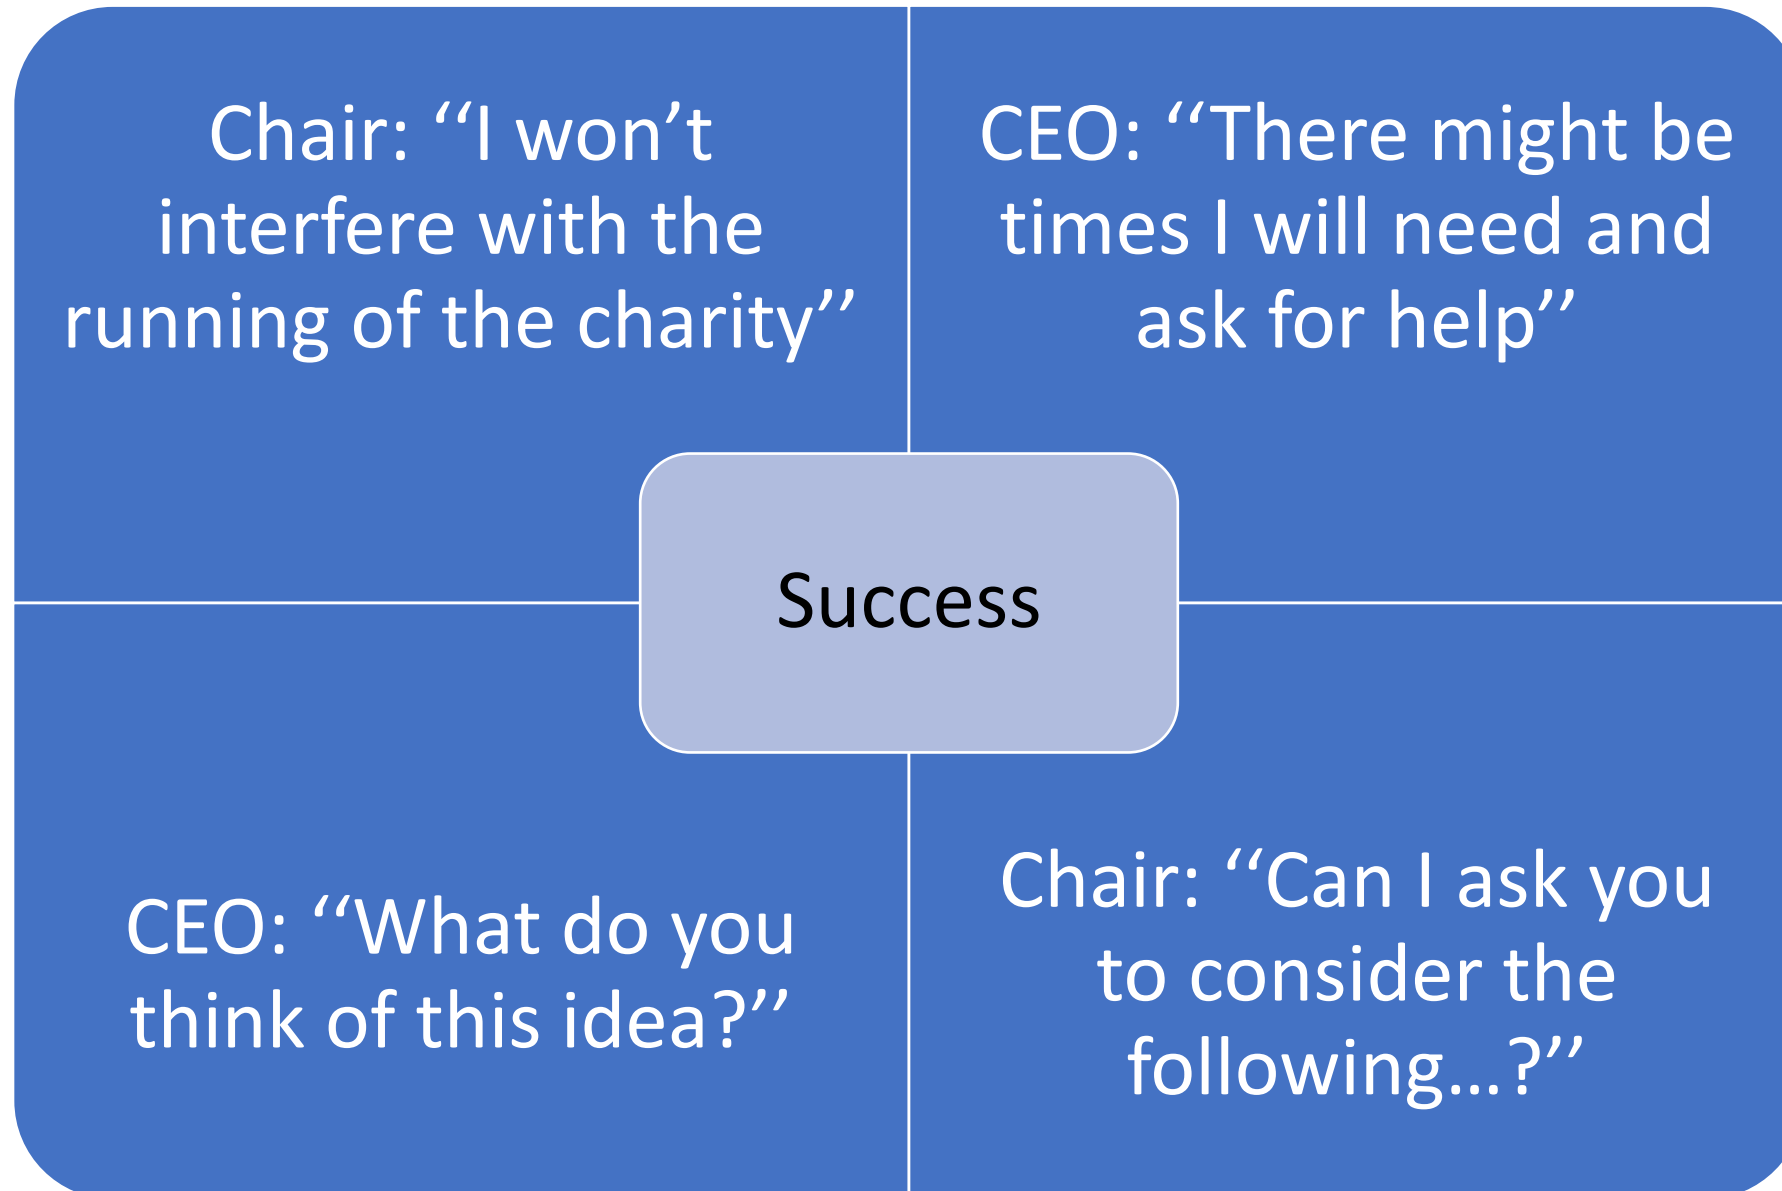 Chair: ‘‘I won’t
interfere with the
running of the charity’’
CEO: ‘‘There might be
times I will need and
ask for help’’
Success
CEO: ‘‘What do you
think of this idea?’’
Chair: ‘‘Can I ask you
to consider the
following…?’’